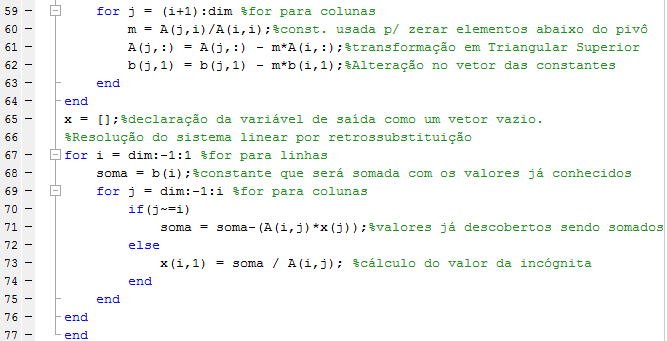 59 - for j = (i+1):dim %for para colunas
60 - m = A(j,i)/A(i,i);%const. usada p/ zerar elementos abaixo do pivô
61 - A(j,:) = A(j,:) - m*A(i,:);%transformação em Triangular Superior
62 - b(j,1) = b(j,1) - m*b(i,1);%Alteração no vetor das constantes
63 - end
64 - end
65 - x = [];%declaração da variável de saída como um vetor vazio.
66 %Resolução do sistema linear por retrossubstituição
67 - for i = dim:-1:1 %for para linhas
68 - soma = b(i);%constante que será somada com os valores já conhecidos
69 - for j = dim:-1:i %for para colunas
70 - if(j~=i)
71 - soma = soma-(A(i,j)*x(j));%valores já descobertos sendo somados
72 - else
73 - x(i,1) = soma / A(i,j); %cálculo do valor da incógnita
74 - end
75 - end
76 - end
77 - end